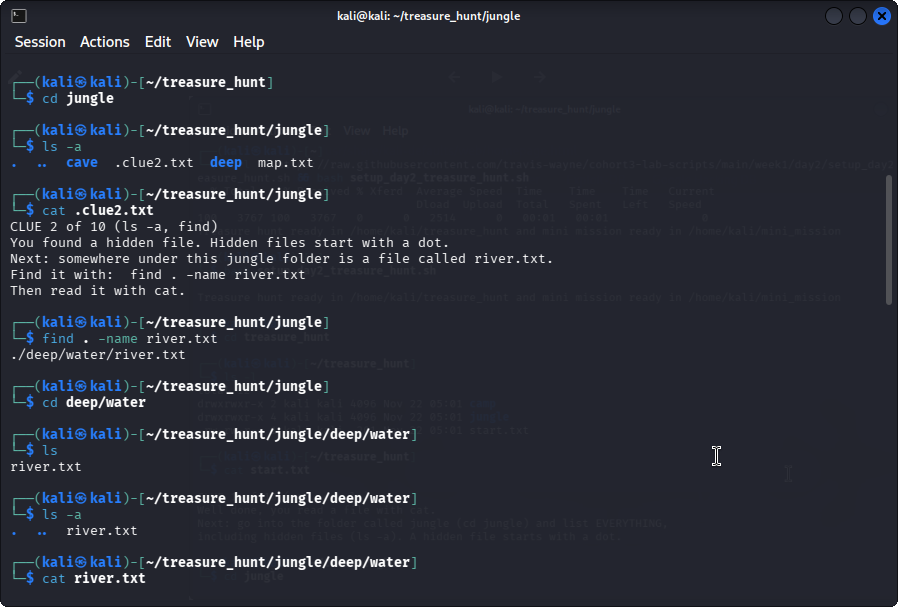 kali@kali: ~/treasure_hunt/jungle
Session Actions Edit View Help
┌──(kali㉿kali)-[~/treasure_hunt]
└─$ cd jungle
┌──(kali㉿kali)-[~/treasure_hunt/jungle]
└─$ ls -a
. .. cave .clue2.txt deep map.txt
┌──(kali㉿kali)-[~/treasure_hunt/jungle]
└─$ cat .clue2.txt
CLUE 2 of 10 (ls -a, find)
You found a hidden file. Hidden files start with a dot.
Next: somewhere under this jungle folder is a file called river.txt.
Find it with:  find . -name river.txt
Then read it with cat.
┌──(kali㉿kali)-[~/treasure_hunt/jungle]
└─$ find . -name river.txt
./deep/water/river.txt
┌──(kali㉿kali)-[~/treasure_hunt/jungle]
└─$ cd deep/water
┌──(kali㉿kali)-[~/treasure_hunt/jungle/deep/water]
└─$ ls
river.txt
┌──(kali㉿kali)-[~/treasure_hunt/jungle/deep/water]
└─$ ls -a
. .. river.txt
┌──(kali㉿kali)-[~/treasure_hunt/jungle/deep/water]
└─$ cat river.txt